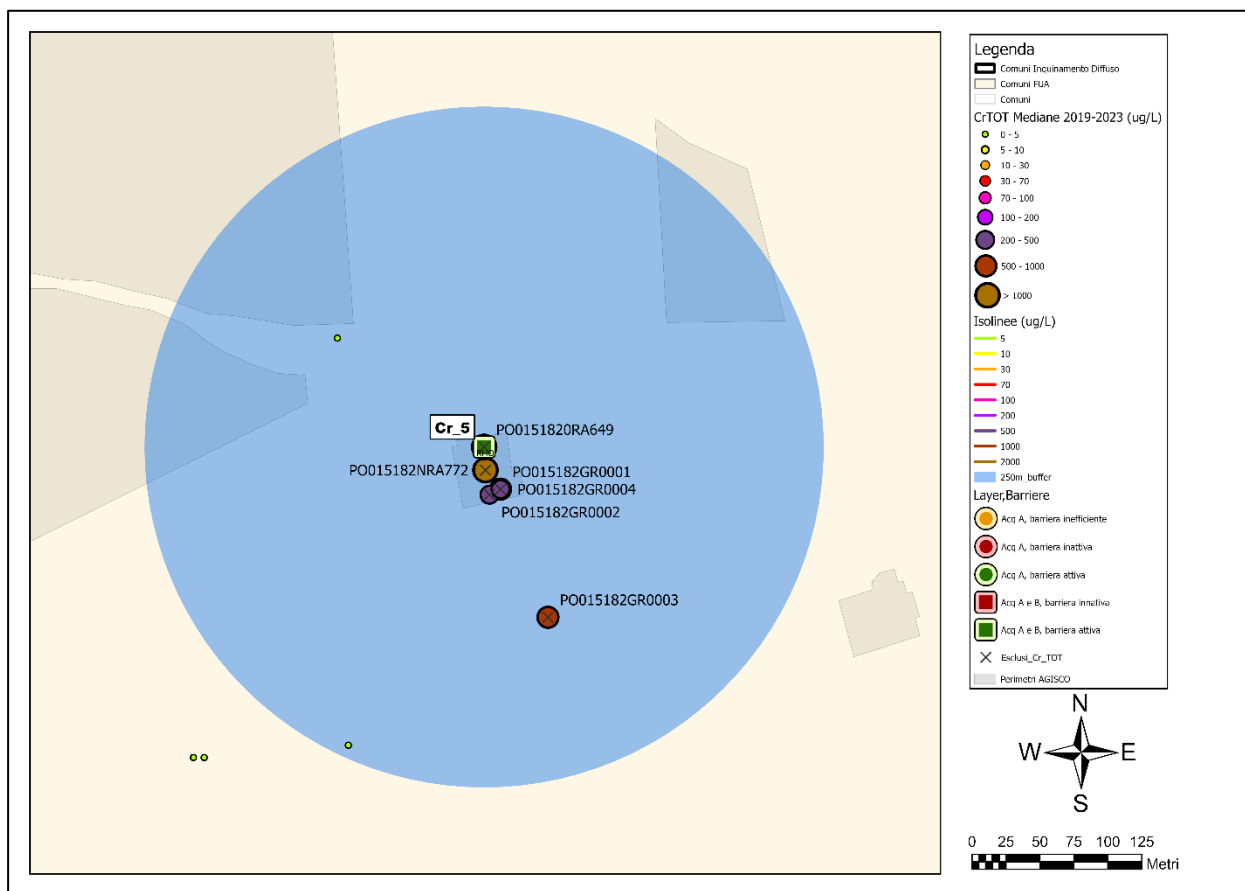 Cr_5
PO0151820RA649
PO015182NRA772
PO015182GR0001
PO015182GR0004
PO015182GR0002
PO015182GR0003
Legenda
Comuni Inquinamento Diffuso
Comuni FUA
Comuni
CrTOT Mediane 2019-2023 (ug/L)
0 - 5
5 - 10
10 - 30
30 - 70
70 - 100
100 - 200
200 - 500
500 - 1000
> 1000
Isolinee (ug/L)
5
10
30
70
100
200
500
1000
2000
250m_buffer
Layer,Barriere
Acq A, barriera inefficiente
Acq A, barriera inattiva
Acq A, barriera attiva
Acq A e B, barriera innativa
Acq A e B, barriera attiva
Esclusi_Cr_TOT
Perimetri AGISCO
N
W E
S
0 25 50 75 100 125
Metri